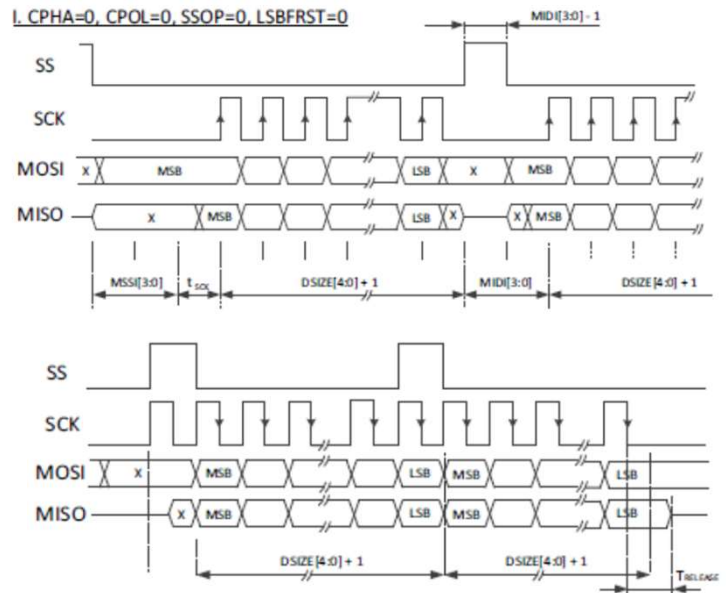 I. CPHA=0, CPOL=0, SSOP=0, LSBFRST=0
MIDI[3:0] - 1
SS
SCK
MOSI X MSB LSB X MSB
MISO X MSB LSB X X MSB
MSSI[3:0] t SCK DSIZE[4:0] + 1 MIDI[3:0] DSIZE[4:0] + 1
SS
SCK
MOSI X MSB LSB MSB LSB
MISO X MSB LSB MSB LSB
DSIZE[4:0] + 1 DSIZE[4:0] + 1
TRELEASE